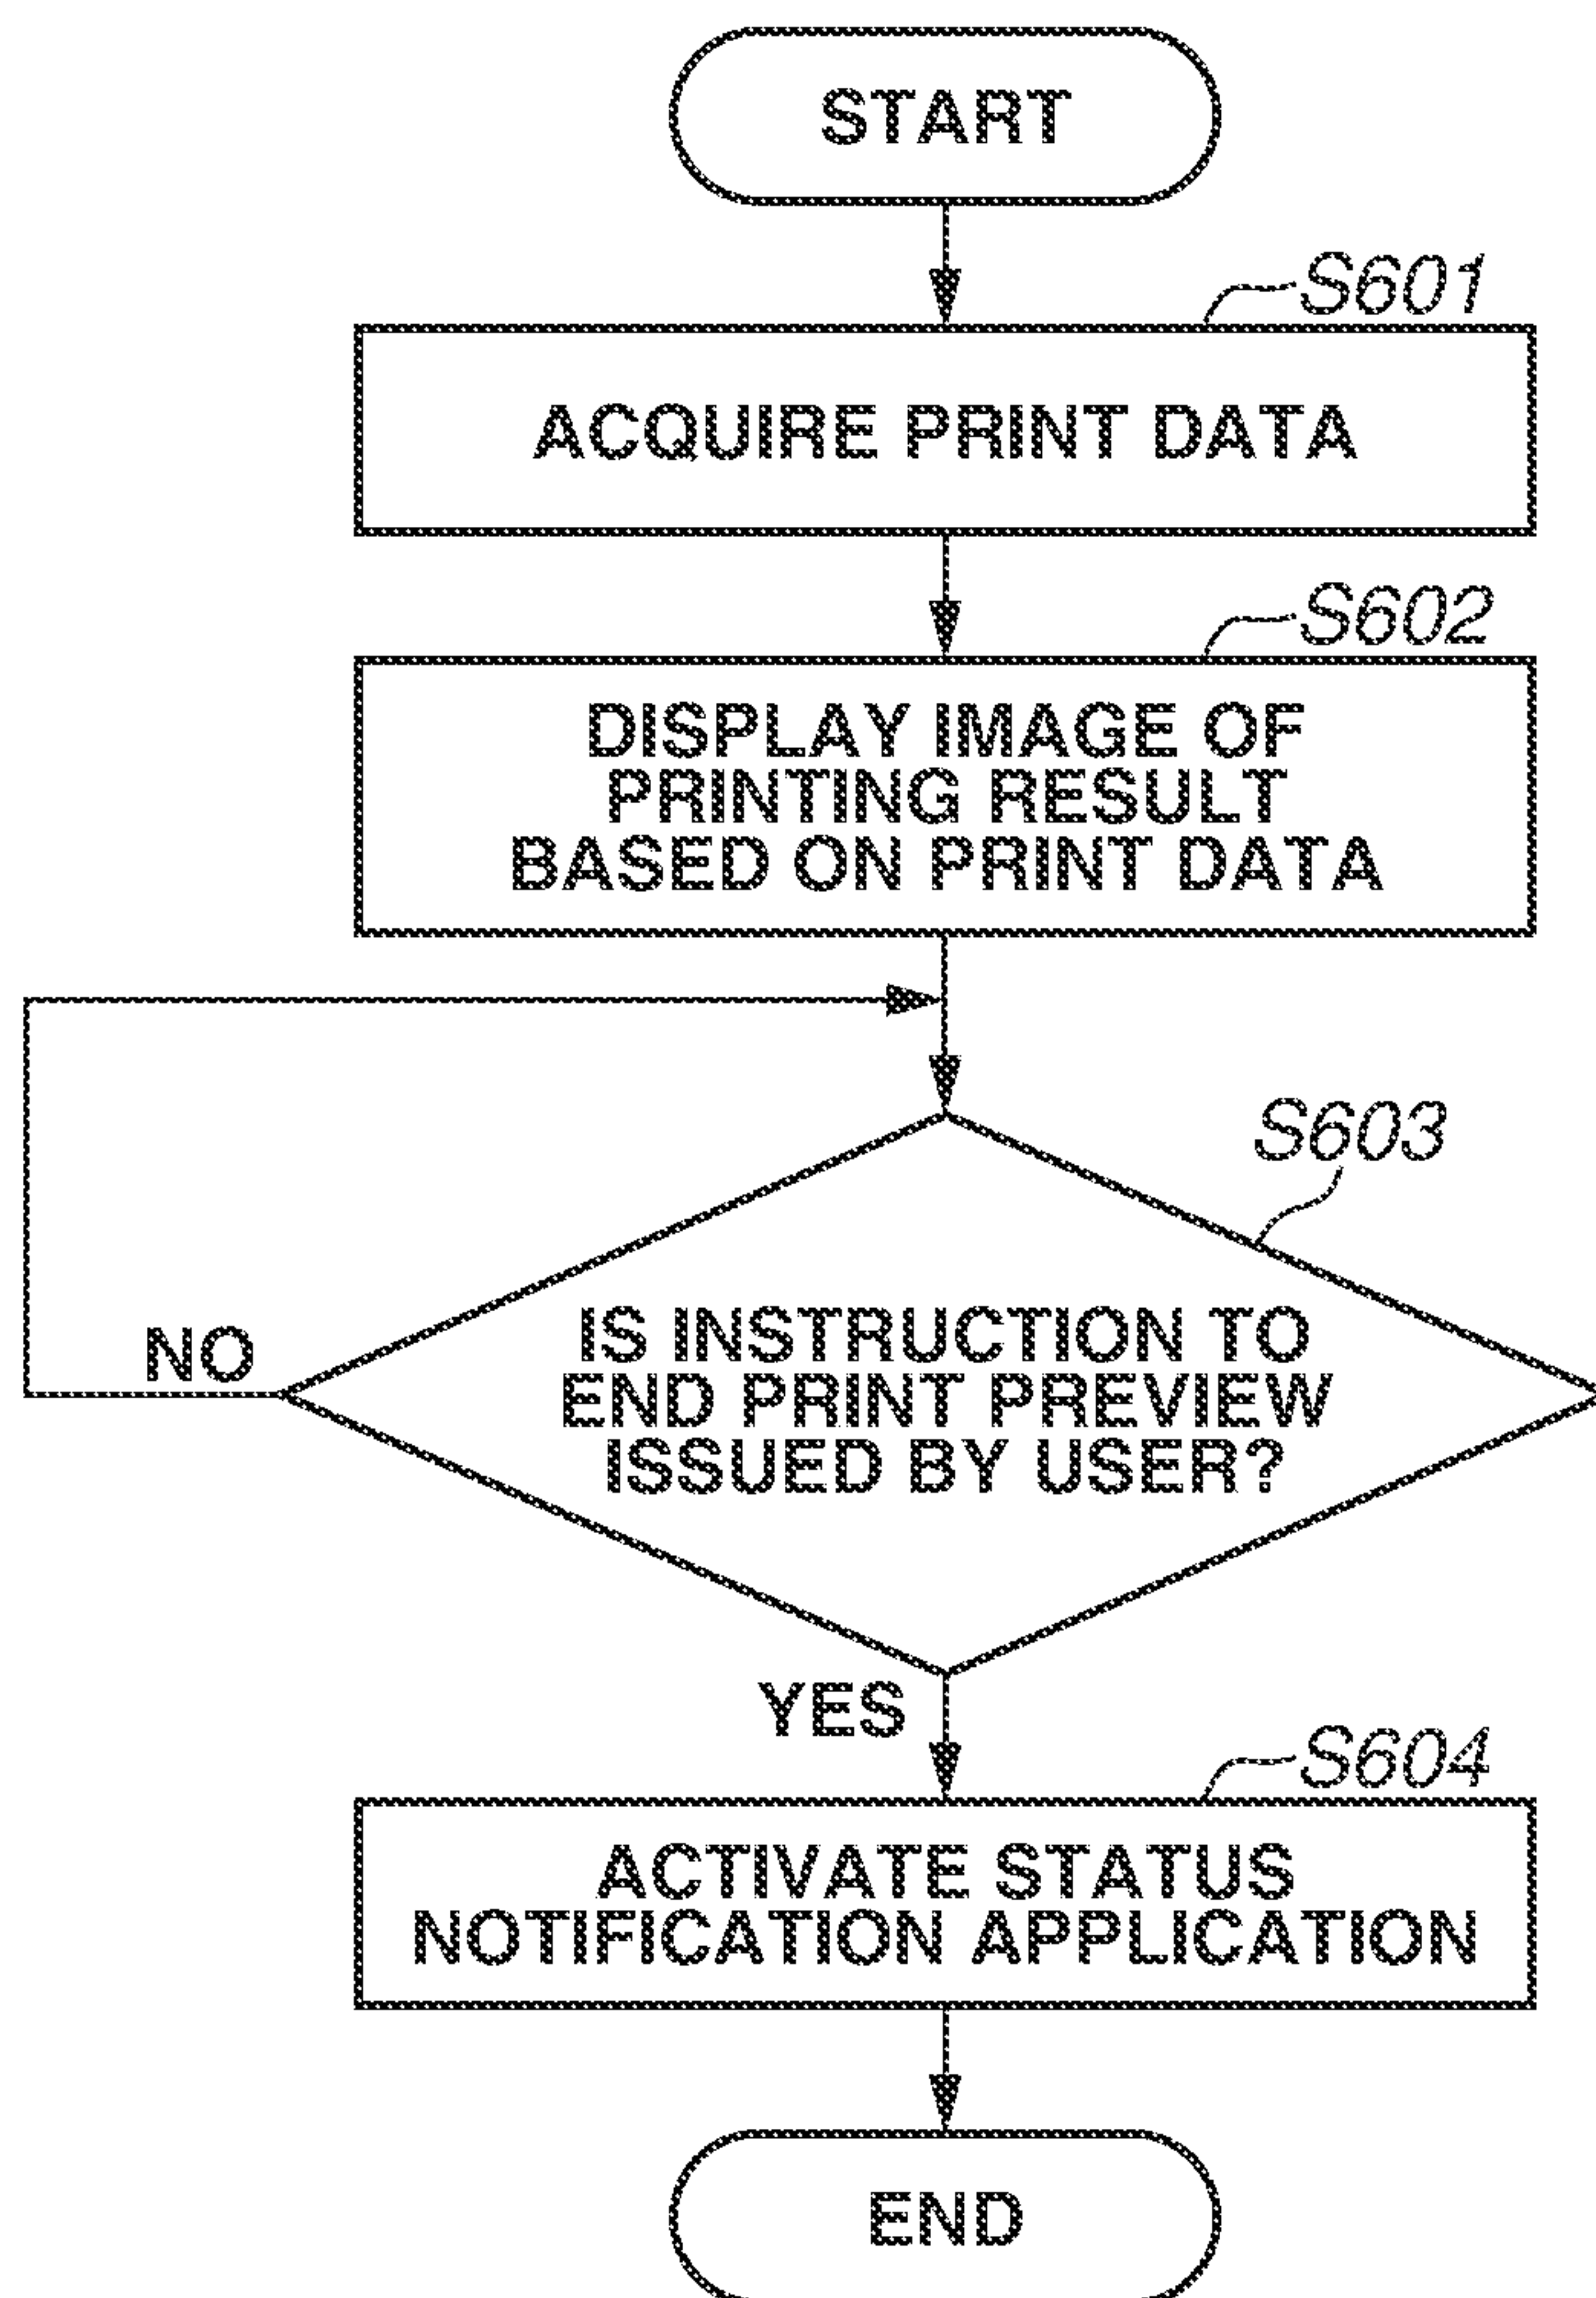 START
S601
ACQUIRE PRINT DATA
S602
DISPLAY IMAGE OF
PRINTING RESULT
BASED ON PRINT DATA
S603
NO
IS INSTRUCTION TO
END PRINT PREVIEW
ISSUED BY USER?
YES
S604
ACTIVATE STATUS
NOTIFICATION APPLICATION
END